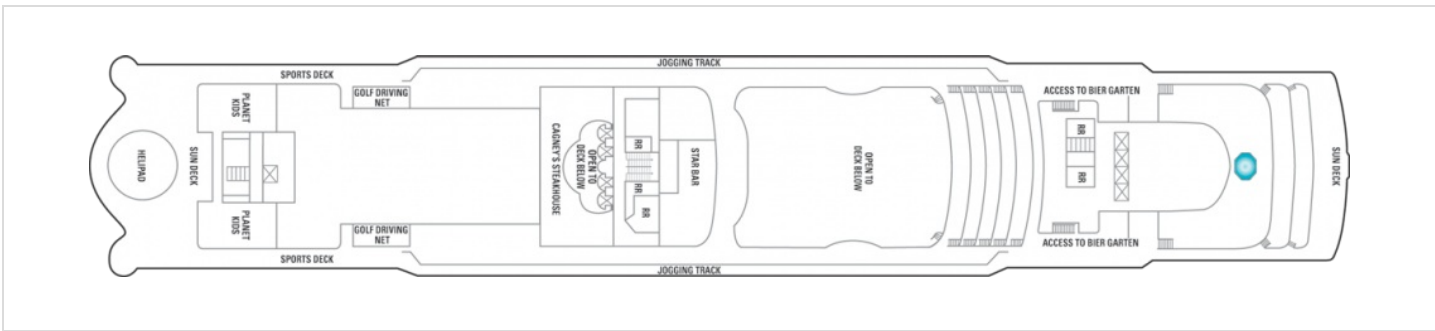 SPORTS DECK
JOGGING TRACK
GOLF DRIVING
NET
ACCESS TO BIER GARTEN
PLANET
KIDS
HELIPAD
SUN DECK
CAGNEY'S STEAKHOUSE
OPEN TO
DECK BELOW
RR
RR
RR
STAR BAR
OPEN TO
DECK BELOW
RR
RR
SUN DECK
PLANET
KIDS
GOLF DRIVING
NET
ACCESS TO BIER GARTEN
SPORTS DECK
JOGGING TRACK